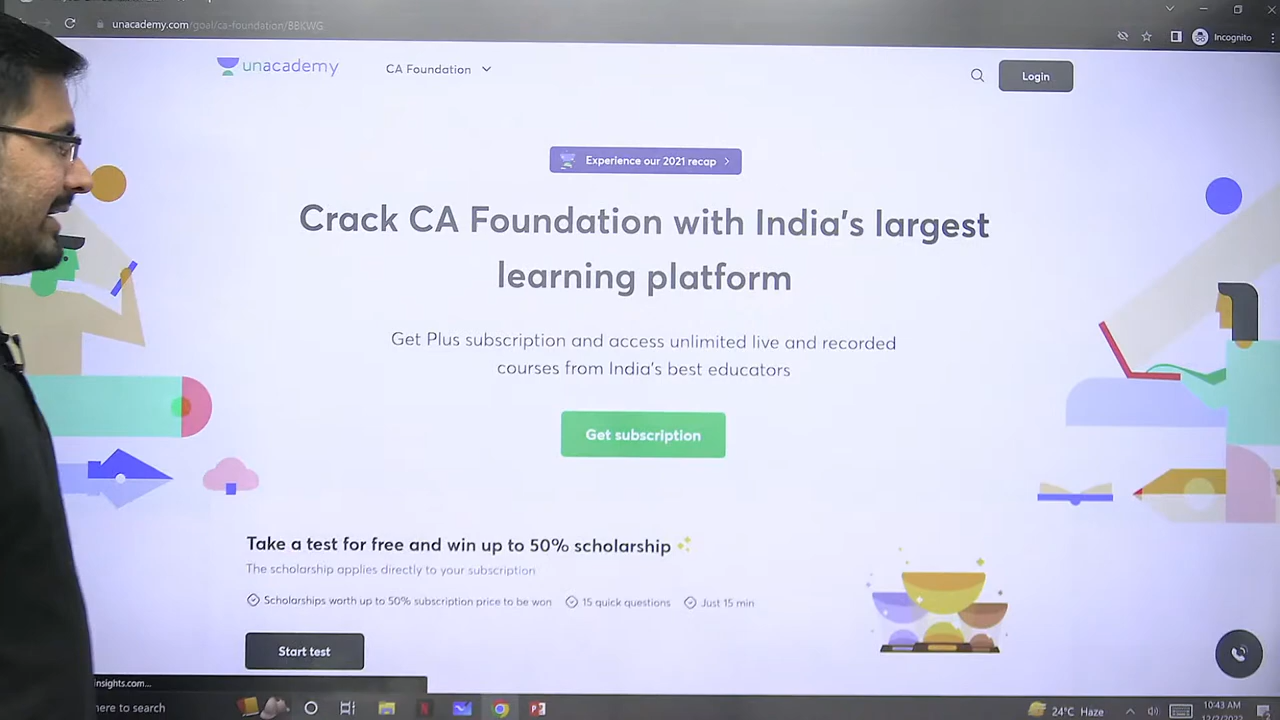 unacademy.com/goal/ca-foundation/BBKWG
Incognito
unacademy
CA Foundation
Login
Experience our 2021 recap
Crack CA Foundation with India's largest
learning platform
Get Plus subscription and access unlimited live and recorded
courses from India's best educators
Get subscription
Take a test for free and win up to 50% scholarship
The scholarship applies directly to your subscription
Scholarships worth up to 50% subscription price to be won
15 quick questions
Just 15 min
Start test
insights.com...
here to search
24°C Haze
10:43 AM